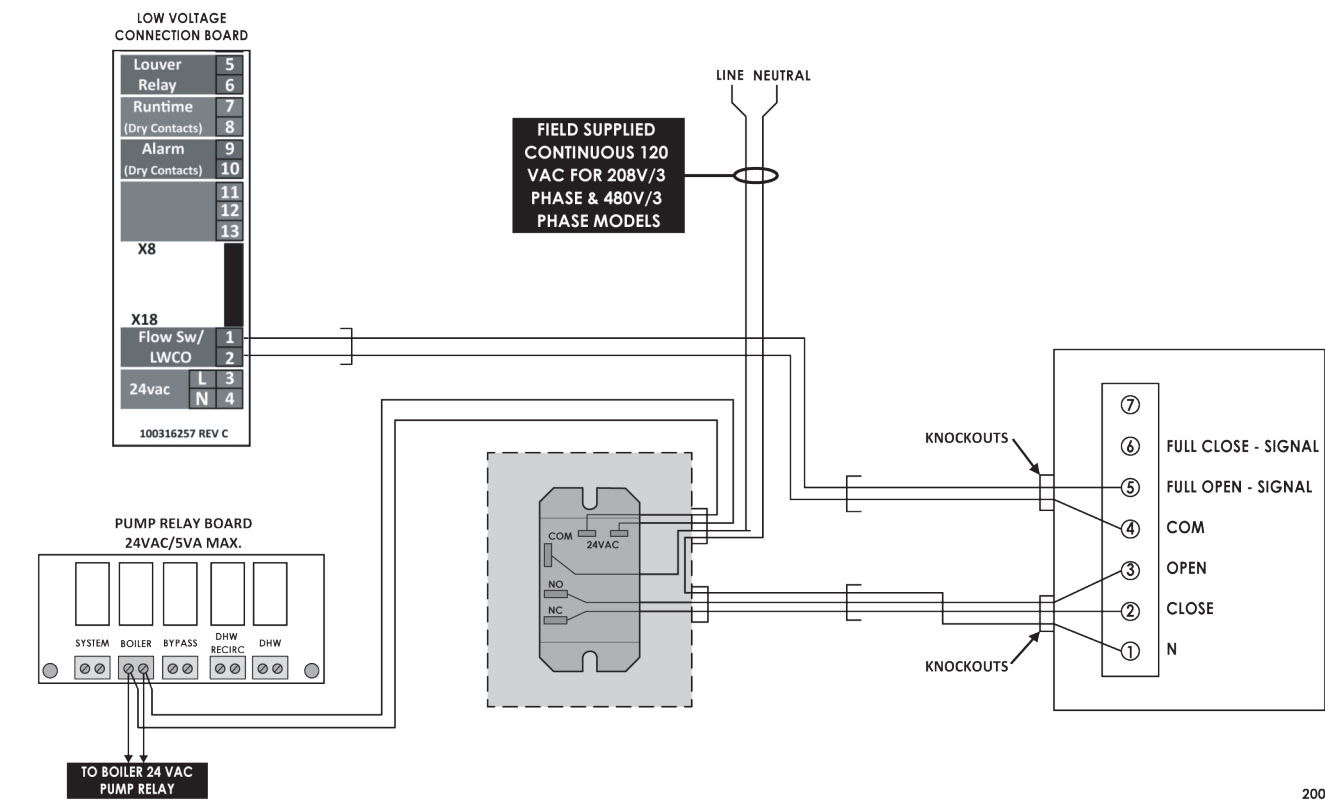 LOW VOLTAGE
CONNECTION BOARD
Louver 5
Relay 6
Runtime 7
(Dry Contacts) 8
Alarm 9
(Dry Contacts) 10
11
12
13
X8
X18
Flow Sw/ 1
LWCO 2
24vac L 3
N 4
100316257 REV C
LINE NEUTRAL
FIELD SUPPLIED
CONTINUOUS 120
VAC FOR 208V/3
PHASE & 480V/3
PHASE MODELS
PUMP RELAY BOARD
24VAC/5VA MAX.
SYSTEM BOILER BYPASS DHW RECIRC DHW
TO BOILER 24 VAC
PUMP RELAY
COM
24VAC
NO
NC
KNOCKOUTS
KNOCKOUTS
7
6 FULL CLOSE - SIGNAL
5 FULL OPEN - SIGNAL
4 COM
3 OPEN
2 CLOSE
1 N
200